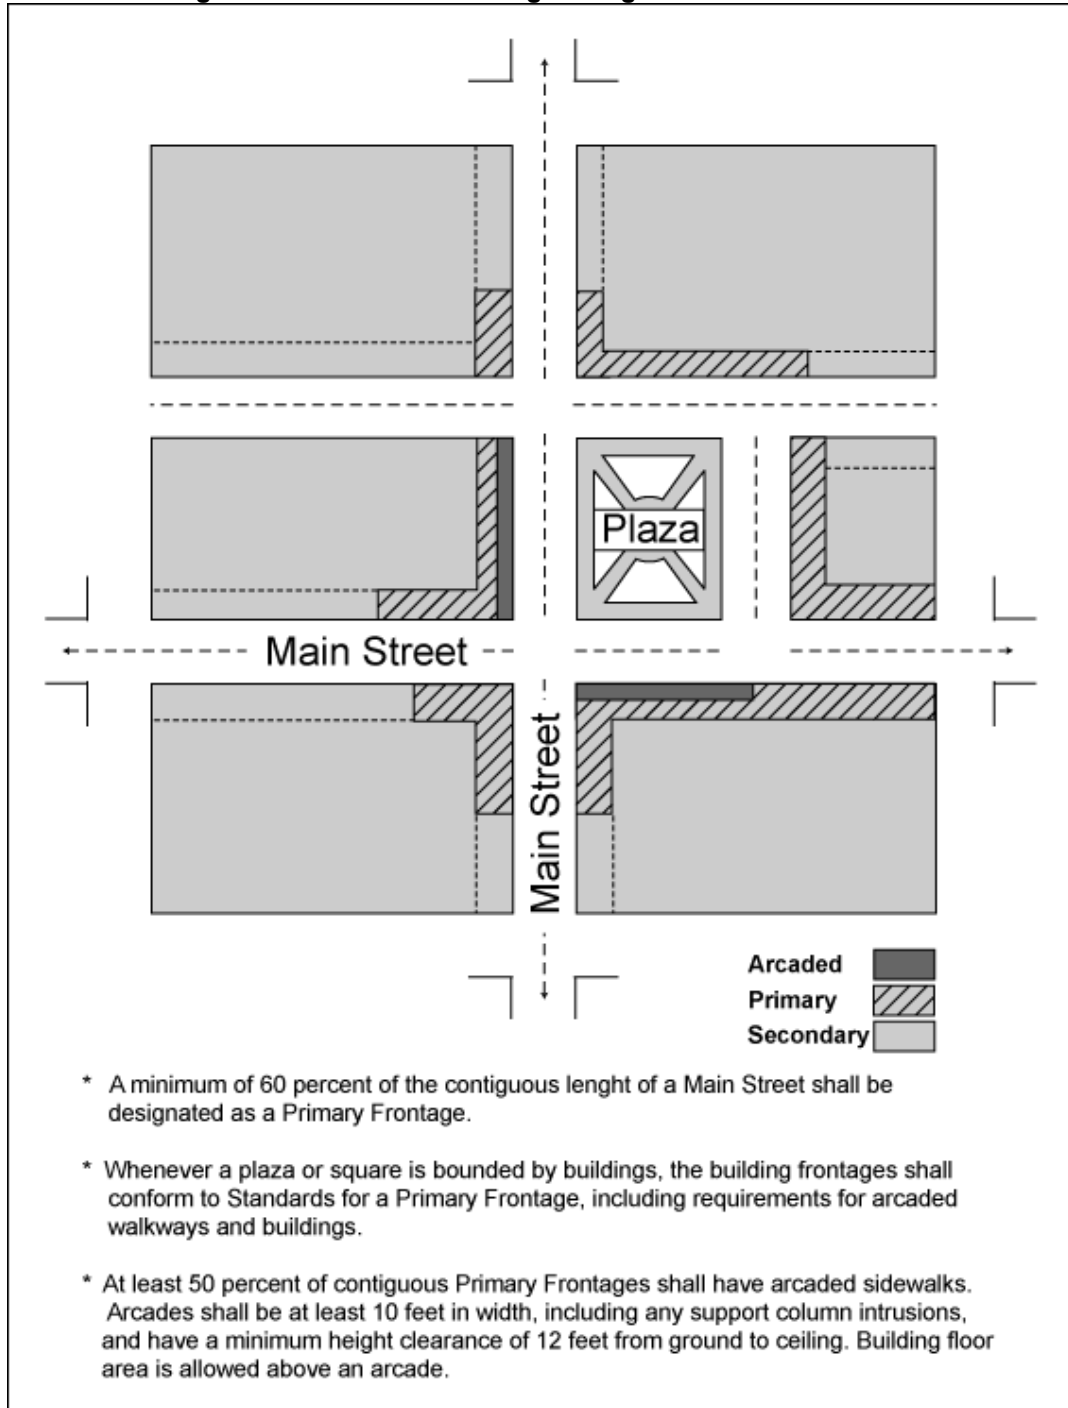 Plaza
Main Street
Main Street
Arcaded
Primary
Secondary
* A minimum of 60 percent of the contiguous lenght of a Main Street shall be
designated as a Primary Frontage.
* Whenever a plaza or square is bounded by buildings, the building frontages shall
conform to Standards for a Primary Frontage, including requirements for arcaded
walkways and buildings.
* At least 50 percent of contiguous Primary Frontages shall have arcaded sidewalks.
Arcades shall be at least 10 feet in width, including any support column intrusions,
and have a minimum height clearance of 12 feet from ground to ceiling. Building floor
area is allowed above an arcade.